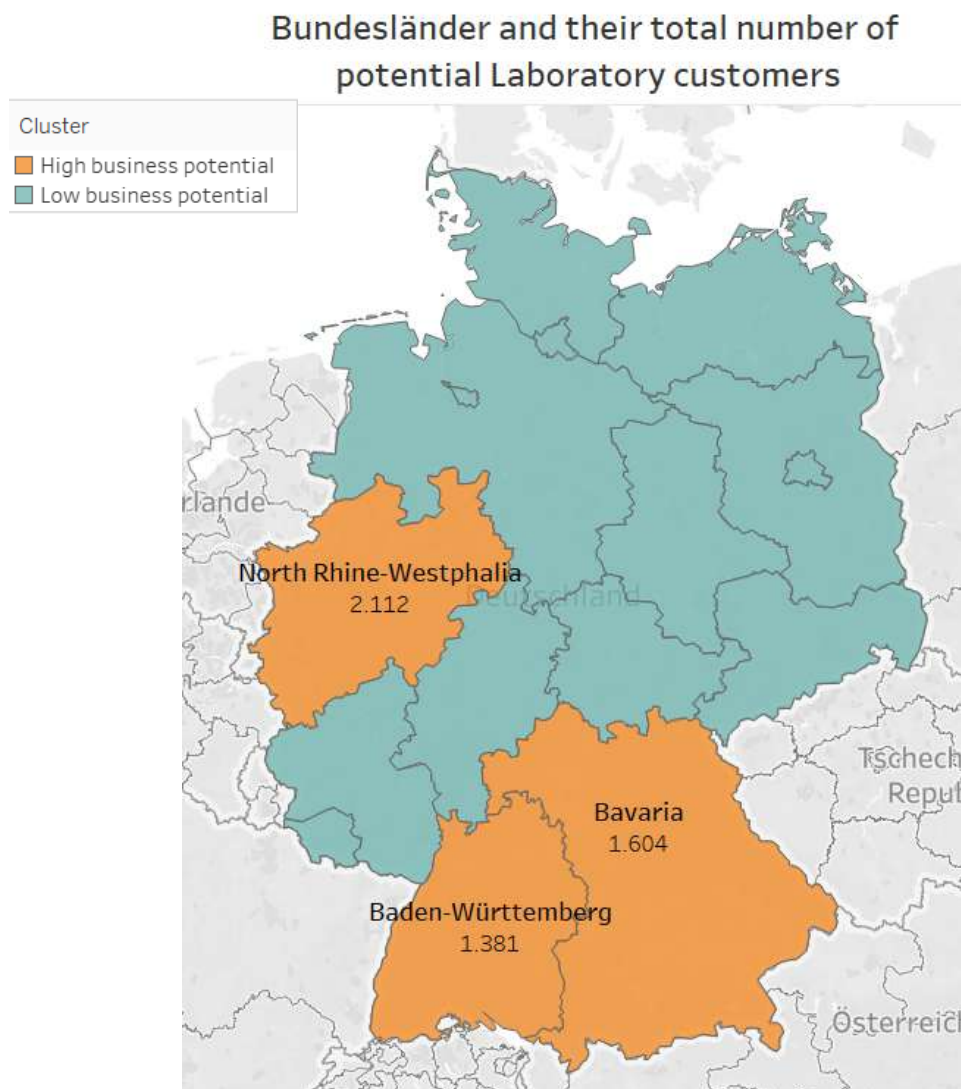 Bundesländer and their total number of
potential Laboratory customers
Cluster
High business potential
Low business potential
rlande
North Rhine-Westphalia
2.112
Deutschland
Tschech
Repub
Bavaria
1.604
Baden-Württemberg
1.381
Österreich